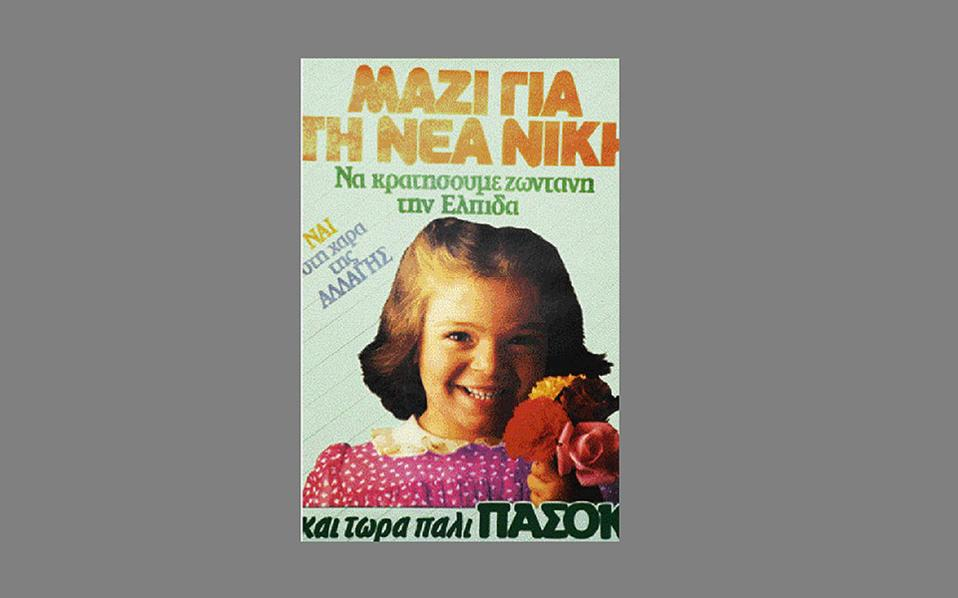 ΜΑΖΙ ΓΙΑ
ΤΗ ΝΕΑ ΝΙΚΗ
Να κρατησουμε ζωντανη
την Ελπιδα
ΝΑΙ
στη χαρα
της
ΑΛΛΑΓΗΣ
και τωρα παλι ΠΑΣΟΚ